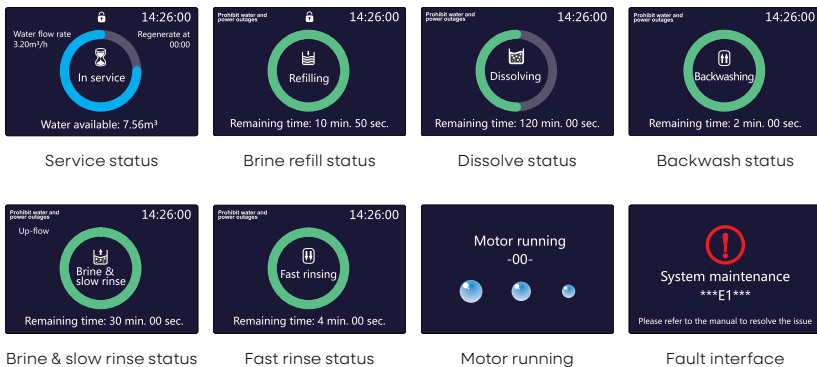 14:26:00
Water flow rate
3.20m³/h
Regenerate at
00:00
In service
Water available: 7.56m³
Service status
Prohibit water and
power outages
14:26:00
Refilling
Remaining time: 10 min. 50 sec.
Brine refill status
Prohibit water and
power outages
14:26:00
Dissolving
Remaining time: 120 min. 00 sec.
Dissolve status
Prohibit water and
power outages
14:26:00
Backwashing
Remaining time: 2 min. 00 sec.
Backwash status
Prohibit water and
power outages
14:26:00
Up-flow
Brine &
slow rinse
Remaining time: 30 min. 00 sec.
Brine & slow rinse status
Prohibit water and
power outages
14:26:00
Fast rinsing
Remaining time: 4 min. 00 sec.
Fast rinse status
Motor running
-00-
Motor running
System maintenance
***E1***
Please refer to the manual to resolve the issue
Fault interface